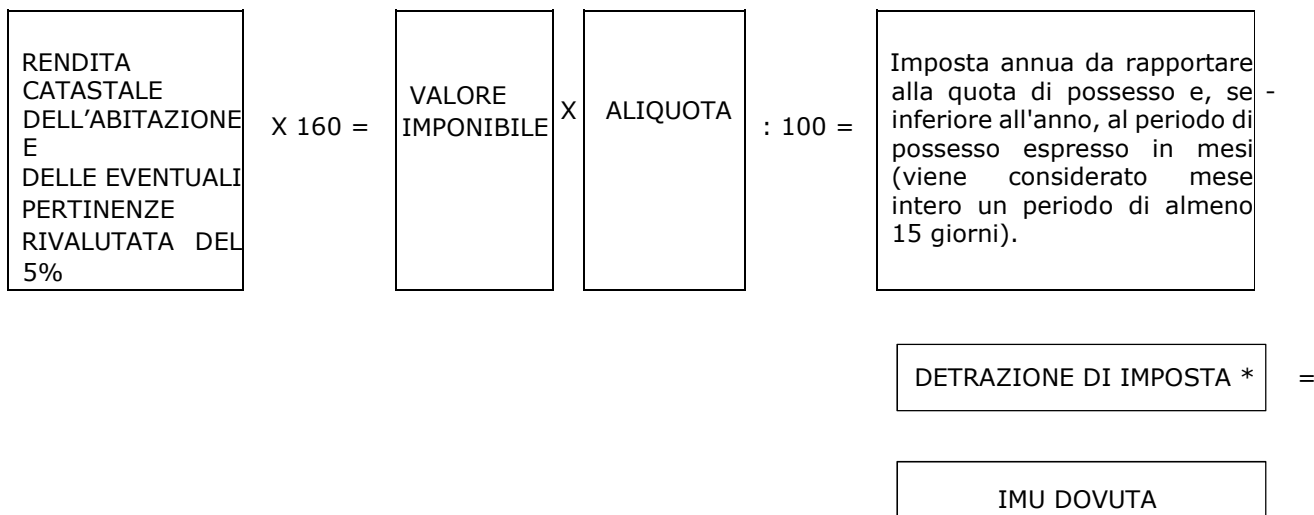 RENDITA
CATASTALE
DELL’ABITAZIONE
E
DELLE EVENTUALI
PERTINENZE
RIVALUTATA DEL
5%
X 160 =
VALORE
IMPONIBILE
X
ALIQUOTA
: 100 =
Imposta annua da rapportare
alla quota di possesso e, se
inferiore all'anno, al periodo di
possesso espresso in mesi
(viene considerato mese
intero un periodo di almeno
15 giorni).
-
DETRAZIONE DI IMPOSTA *
=
IMU DOVUTA